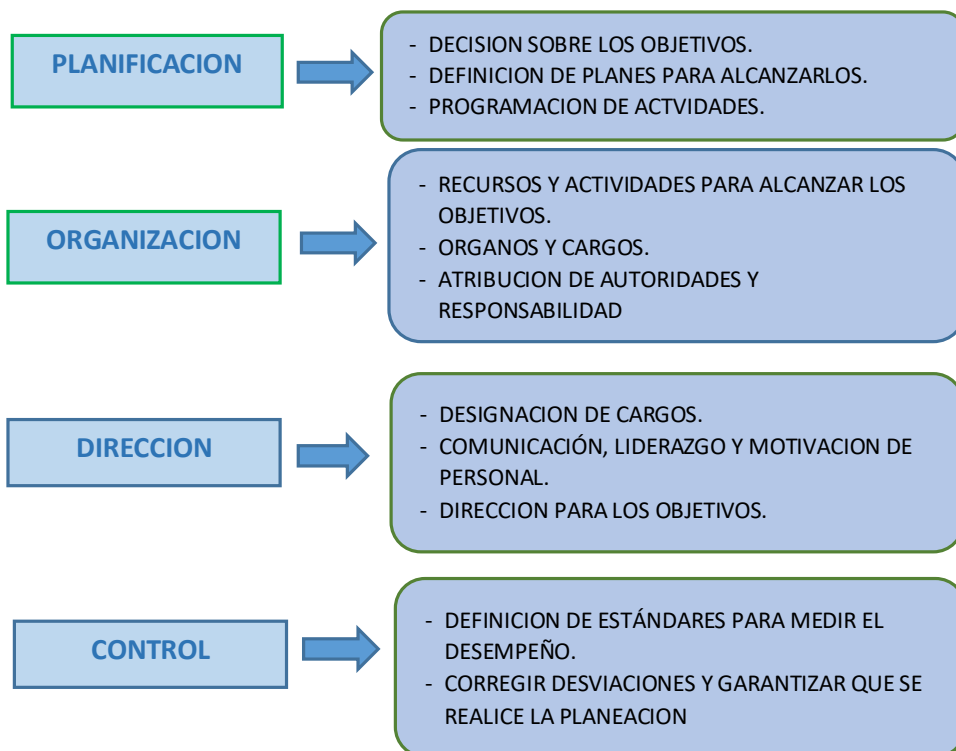 PLANIFICACION
- DECISION SOBRE LOS OBJETIVOS.
- DEFINICION DE PLANES PARA ALCANZARLOS.
- PROGRAMACION DE ACTVIDADES.
ORGANIZACION
- RECURSOS Y ACTIVIDADES PARA ALCANZAR LOS
OBJETIVOS.
- ORGANOS Y CARGOS.
- ATRIBUCION DE AUTORIDADES Y
RESPONSABILIDAD
DIRECCION
- DESIGNACION DE CARGOS.
- COMUNICACIÓN, LIDERAZGO Y MOTIVACION DE
PERSONAL.
- DIRECCION PARA LOS OBJETIVOS.
CONTROL
- DEFINICION DE ESTÁNDARES PARA MEDIR EL
DESEMPEÑO.
- CORREGIR DESVIACIONES Y GARANTIZAR QUE SE
REALICE LA PLANEACION